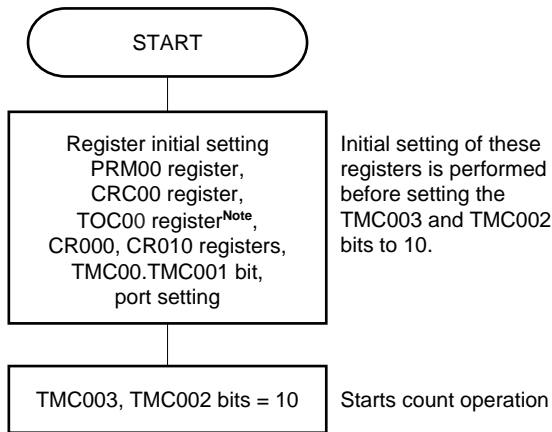 START
Register initial setting
PRM00 register,
CRC00 register,
TOC00 registerNote,
CR000, CR010 registers,
TMC00.TMC001 bit,
port setting
Initial setting of these
registers is performed
before setting the
TMC003 and TMC002
bits to 10.
TMC003, TMC002 bits = 10
Starts count operation